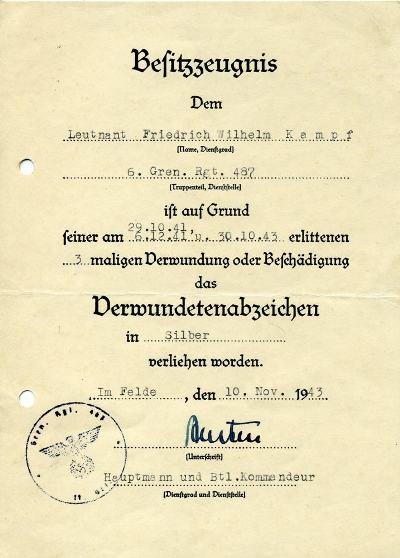 Besitzzeugnis
Dem
Leutnant Friedrich Wilhelm Kampf
(Name, Dienstgrad)
6. Gren. Rgt. 487
(Truppenteil, Dienststelle)
ist auf Grund
29.10.41,
seiner am 6.12.41 u. 30.10.43 erlittenen
3 maligen Verwundung oder Beschädigung
das
Verwundetenabzeichen
in Silber
verliehen worden.
Im Felde, den 10. Nov. 1943
(Unterschrift)
Hauptmann und Btl.Kommandeur
(Dienstgrad und Dienststelle)